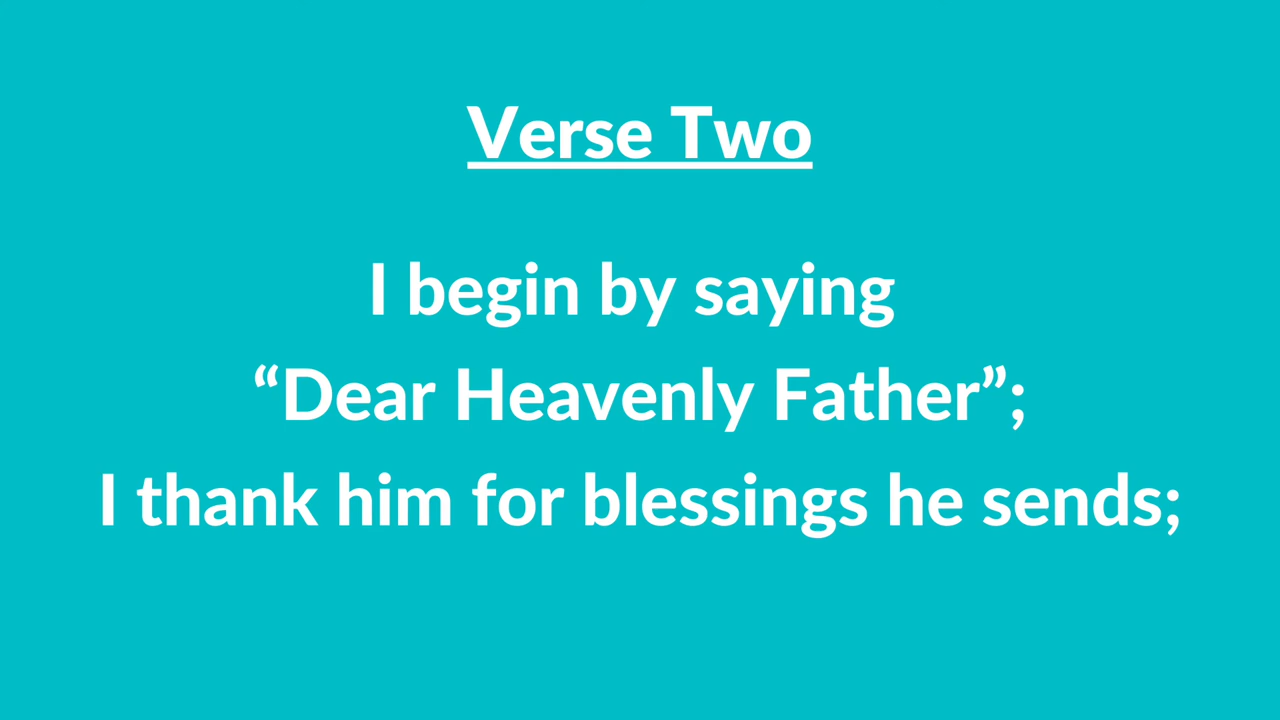 Verse Two
I begin by saying
“Dear Heavenly Father”;
I thank him for blessings he sends;